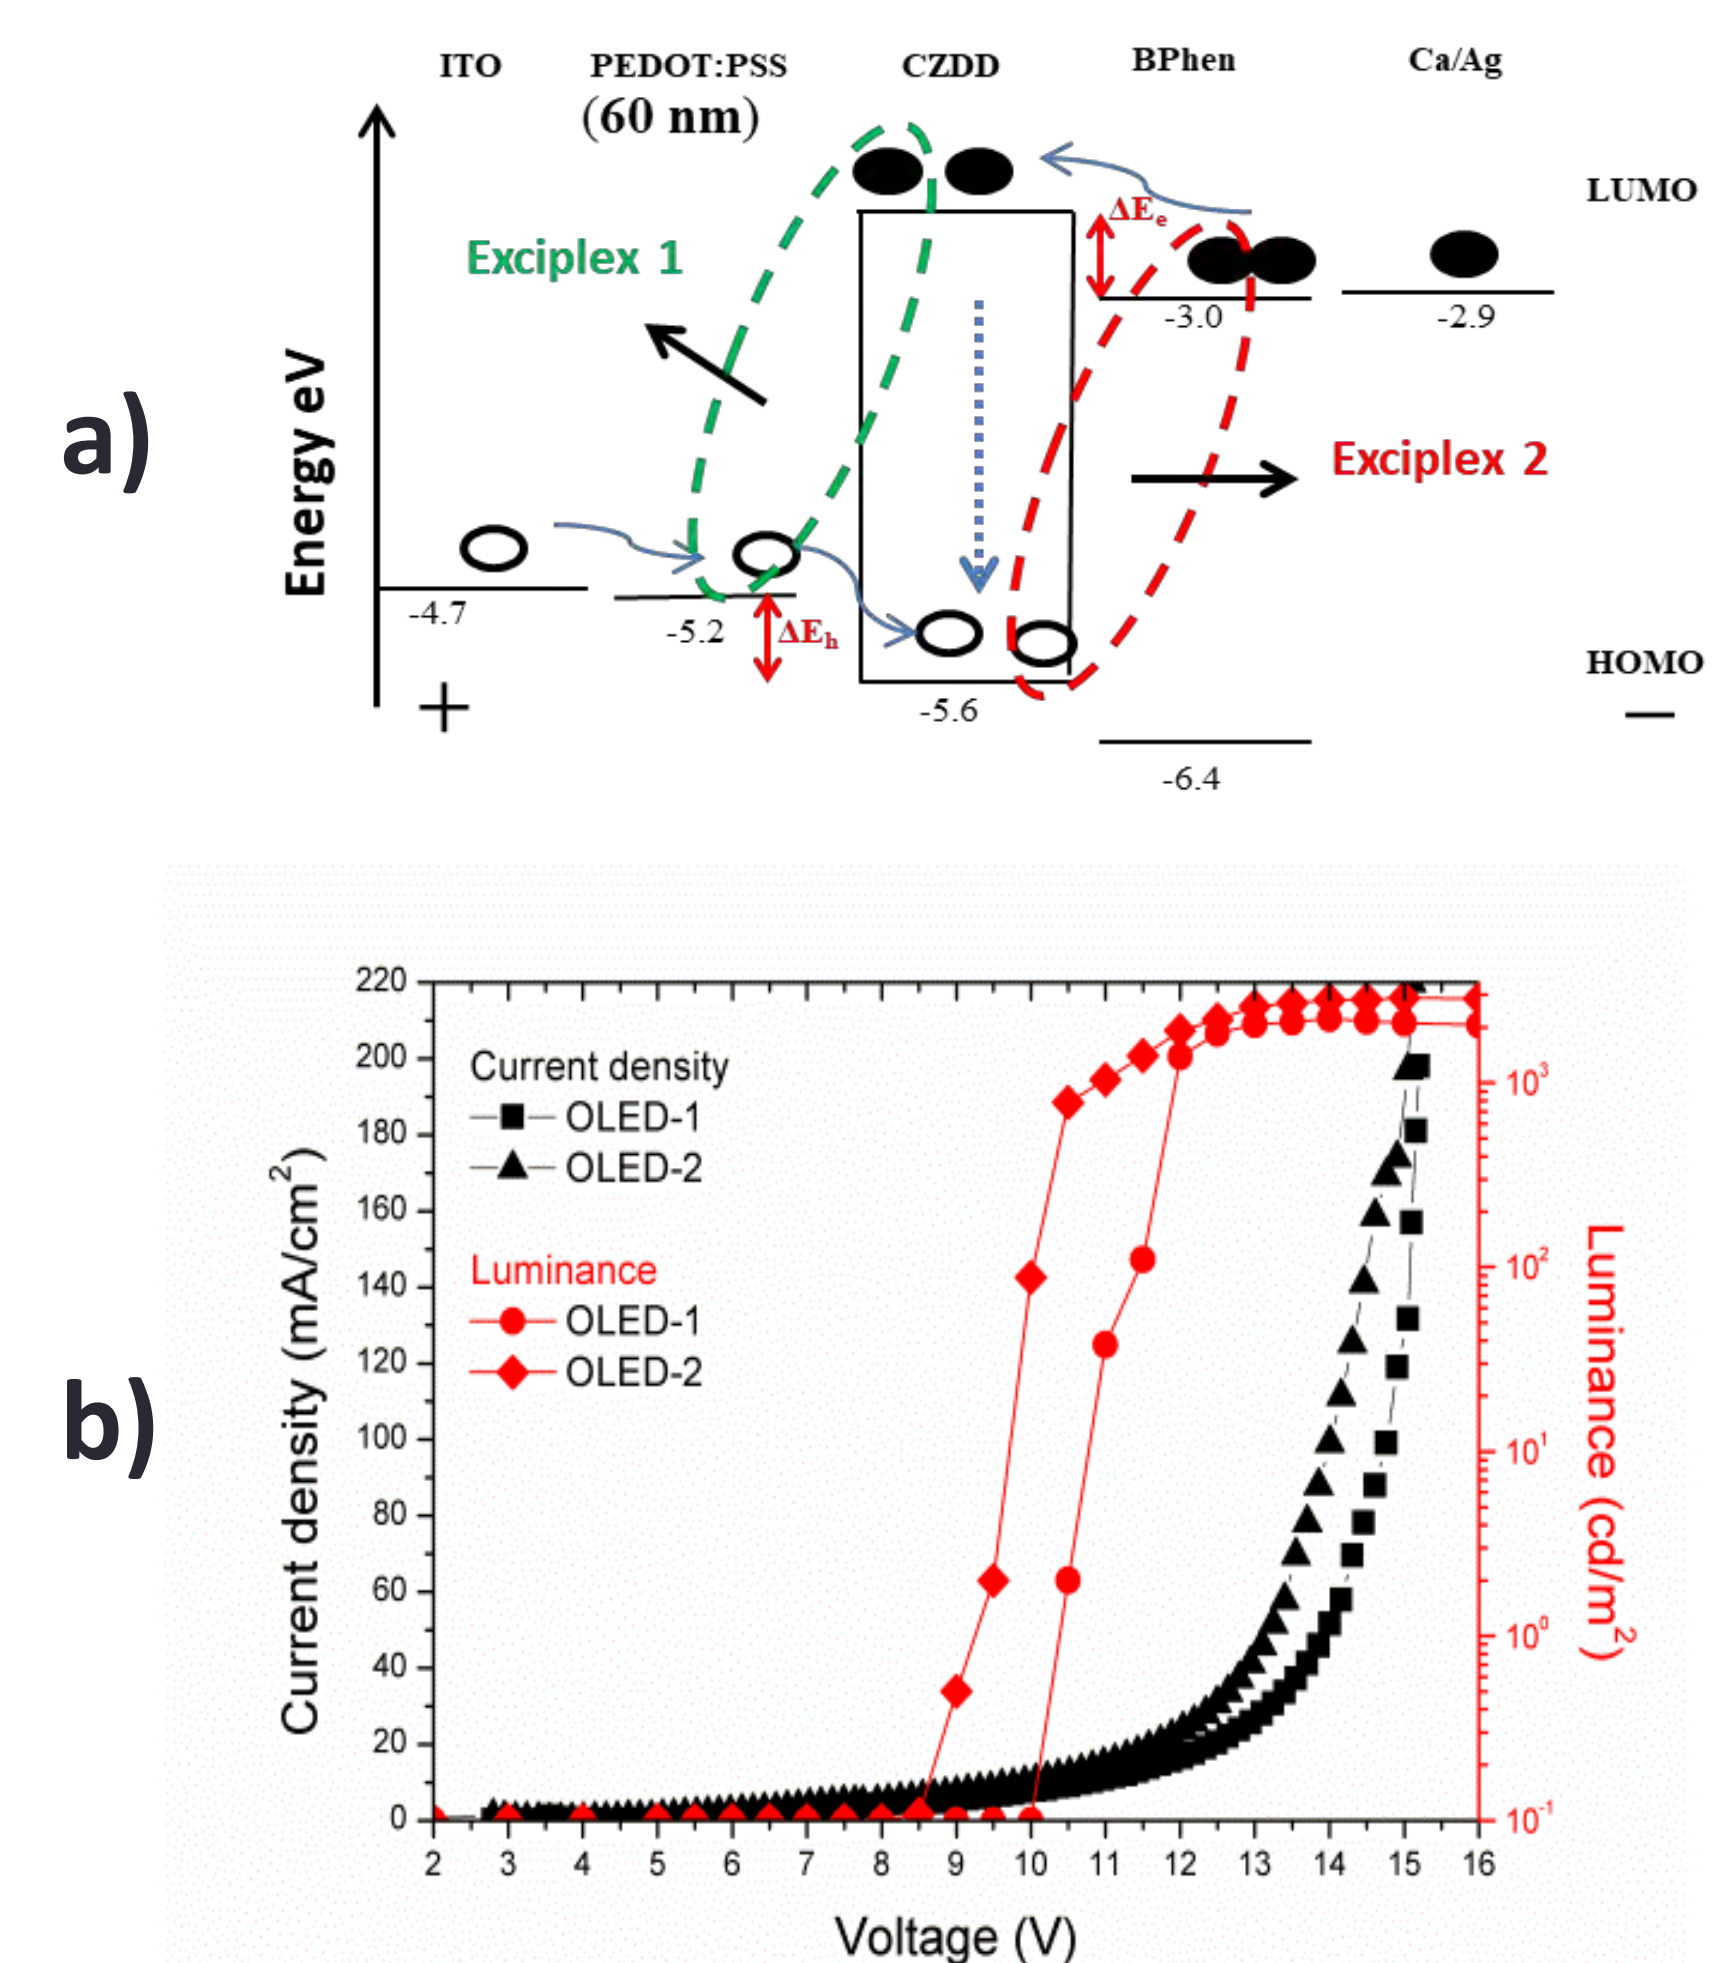 a)
ITO PEDOT:PSS CZDD BPhen Ca/Ag
(60 nm)
LUMO
ΔEe
Exciplex 1
-3.0 -2.9
Energy eV
Exciplex 2
-4.7 -5.2 ΔEh
HOMO
+ -5.6 —
-6.4
b)
Current density (mA/cm²)
220
200
180
160
140
120
100
80
60
40
20
0
Current density
OLED-1
OLED-2
Luminance
OLED-1
OLED-2
10³
10²
10¹
10⁰
10⁻¹
Luminance (cd/m²)
2 3 4 5 6 7 8 9 10 11 12 13 14 15 16
Voltage (V)